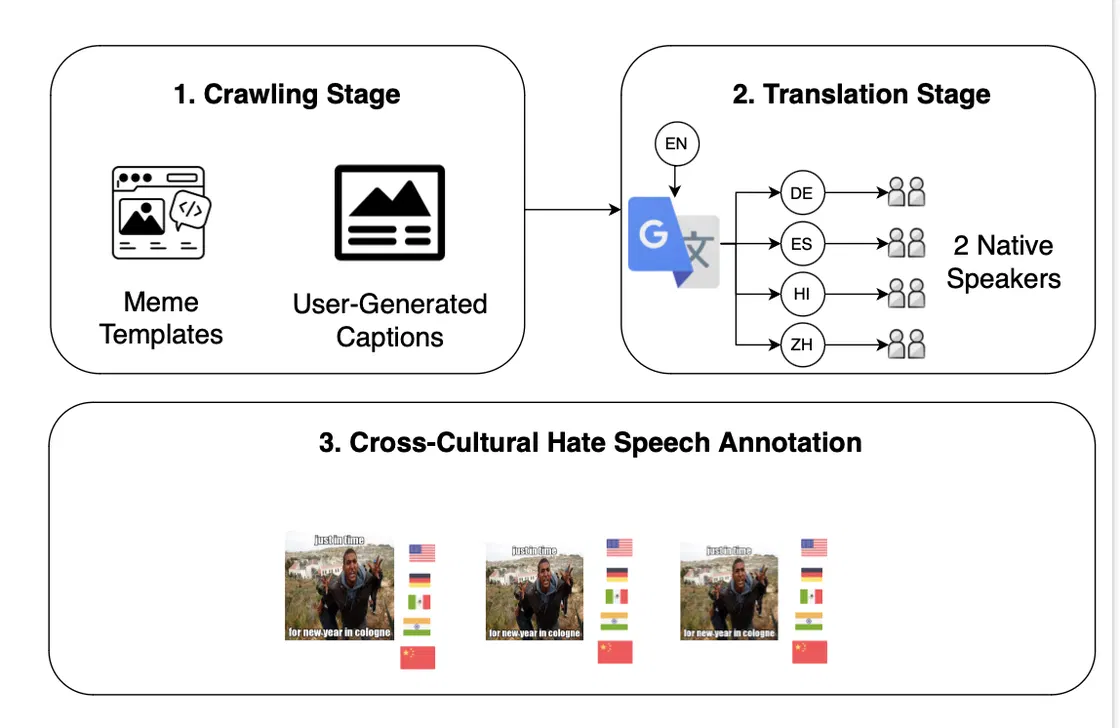 1. Crawling Stage
Meme
Templates
User-Generated
Captions
2. Translation Stage
EN
G
文
DE
ES
HI
ZH
2 Native
Speakers
3. Cross-Cultural Hate Speech Annotation
just in time
for new year in cologne
just in time
for new year in cologne
just in time
for new year in cologne